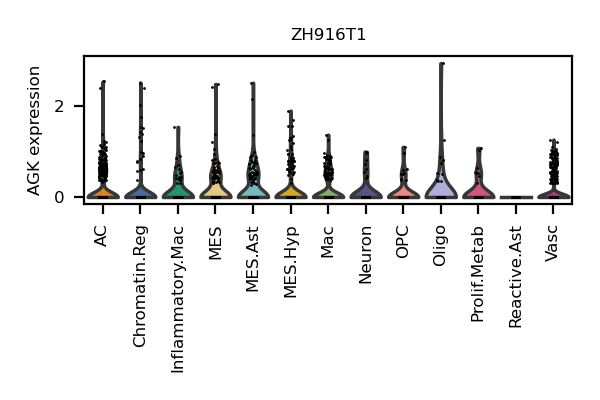 ZH916T1
AGK expression
2
0
AC
Chromatin.Reg
Inflammatory.Mac
MES
MES.Ast
MES.Hyp
Mac
Neuron
OPC
Oligo
Prolif.Metab
Reactive.Ast
Vasc